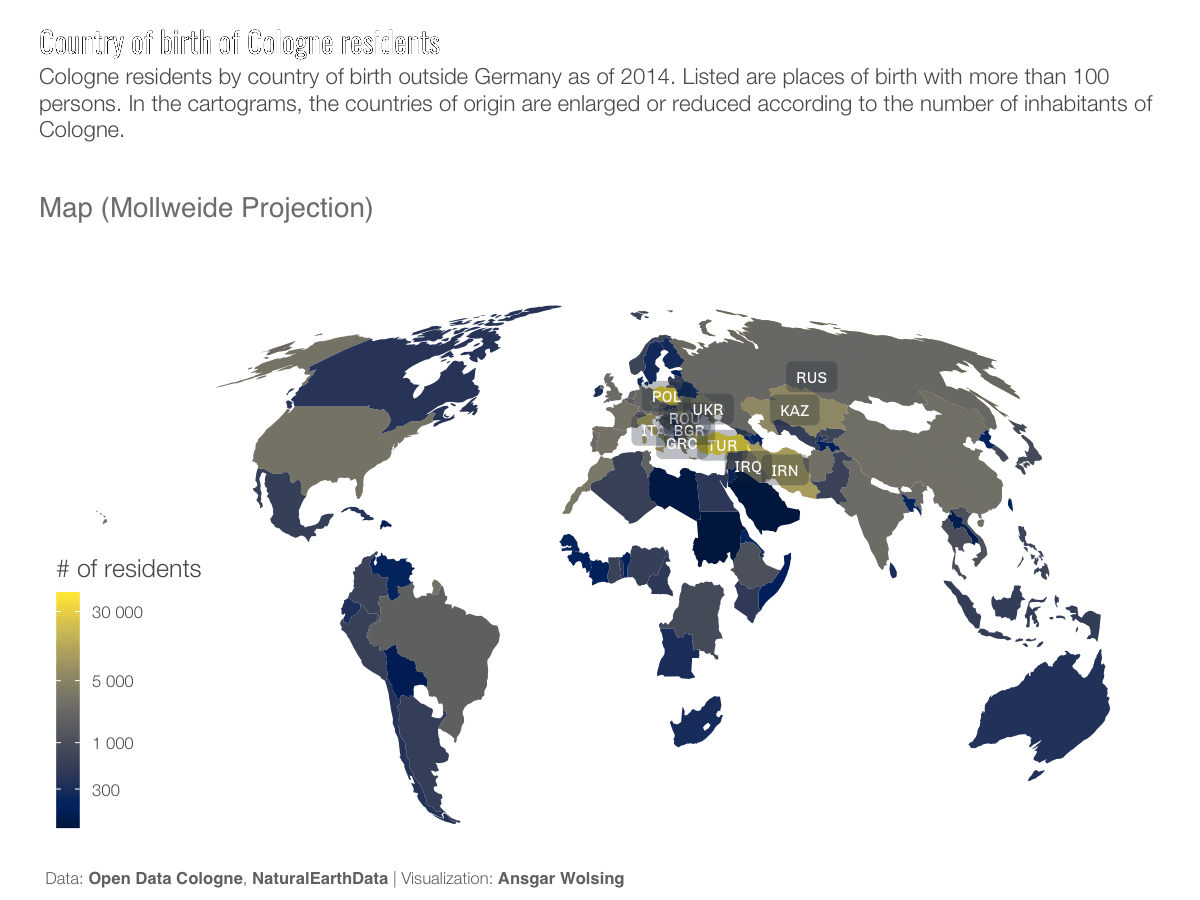 Country of birth of Cologne residents
Cologne residents by country of birth outside Germany as of 2014. Listed are places of birth with more than 100
persons. In the cartograms, the countries of origin are enlarged or reduced according to the number of inhabitants of
Cologne.
Map (Mollweide Projection)
RUS
POL
UKR
KAZ
ROU
ITA
BGR
GRC
TUR
IRQ
IRN
# of residents
30 000
5 000
1 000
300
Data: Open Data Cologne, NaturalEarthData | Visualization: Ansgar Wolsing